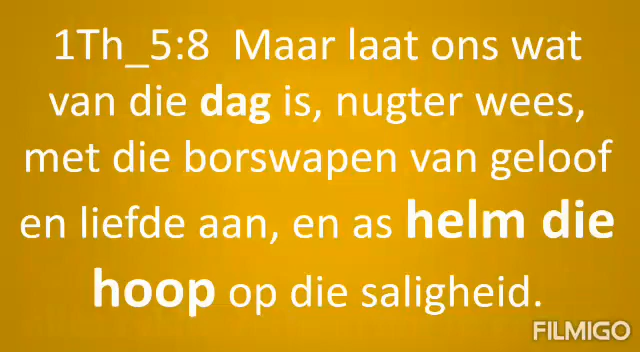 1Th_5:8 Maar laat ons wat
van die dag is, nugter wees,
met die borswapen van geloof
en liefde aan, en as helm die
hoop op die saligheid.
FILMIGO